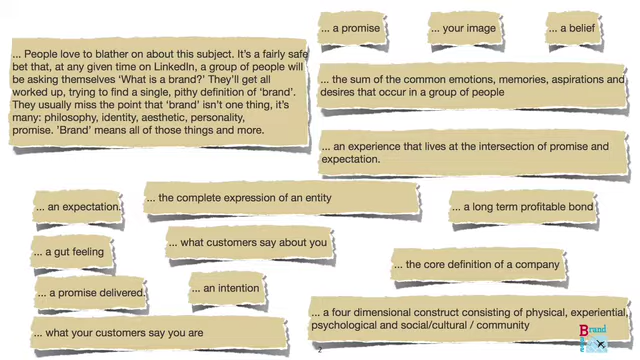 ... a promise
... your image
... a belief
... People love to blather on about this subject. It's a fairly safe
bet that, at any given time on LinkedIn, a group of people will
be asking themselves 'What is a brand?' They'll get all
worked up, trying to find a single, pithy definition of 'brand'.
They usually miss the point that 'brand' isn't one thing, it's
many: philosophy, identity, aesthetic, personality,
promise. 'Brand' means all of those things and more.
... the sum of the common emotions, memories, aspirations and
desires that occur in a group of people
... an experience that lives at the intersection of promise and
expectation.
... an expectation.
... the complete expression of an entity
... a long term profitable bond
... a gut feeling
... what customers say about you
... the core definition of a company
... a promise delivered.
... an intention
... a four dimensional construct consisting of physical, experiential,
psychological and social/cultural / community
... what your customers say you are
2
Brand